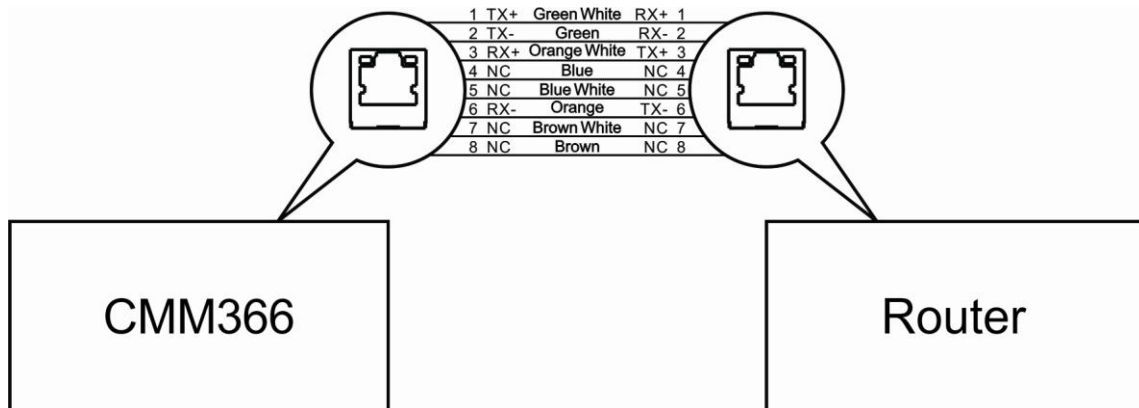 1 TX+ Green White RX+ 1
2 TX- Green RX- 2
3 RX+ Orange White TX+ 3
4 NC Blue NC 4
5 NC Blue White NC 5
6 RX- Orange TX- 6
7 NC Brown White NC 7
8 NC Brown NC 8
CMM366
Router